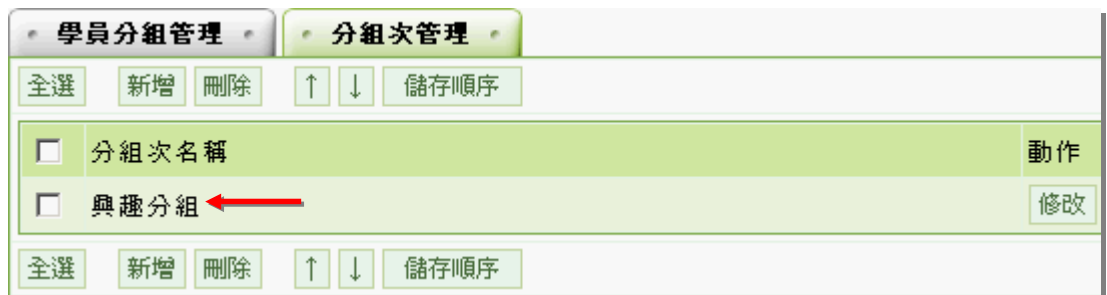 學員分組管理 分組次管理
全選 新增 刪除 ↑ ↓ 儲存順序
分組次名稱 動作
興趣分組 修改
全選 新增 刪除 ↑ ↓ 儲存順序